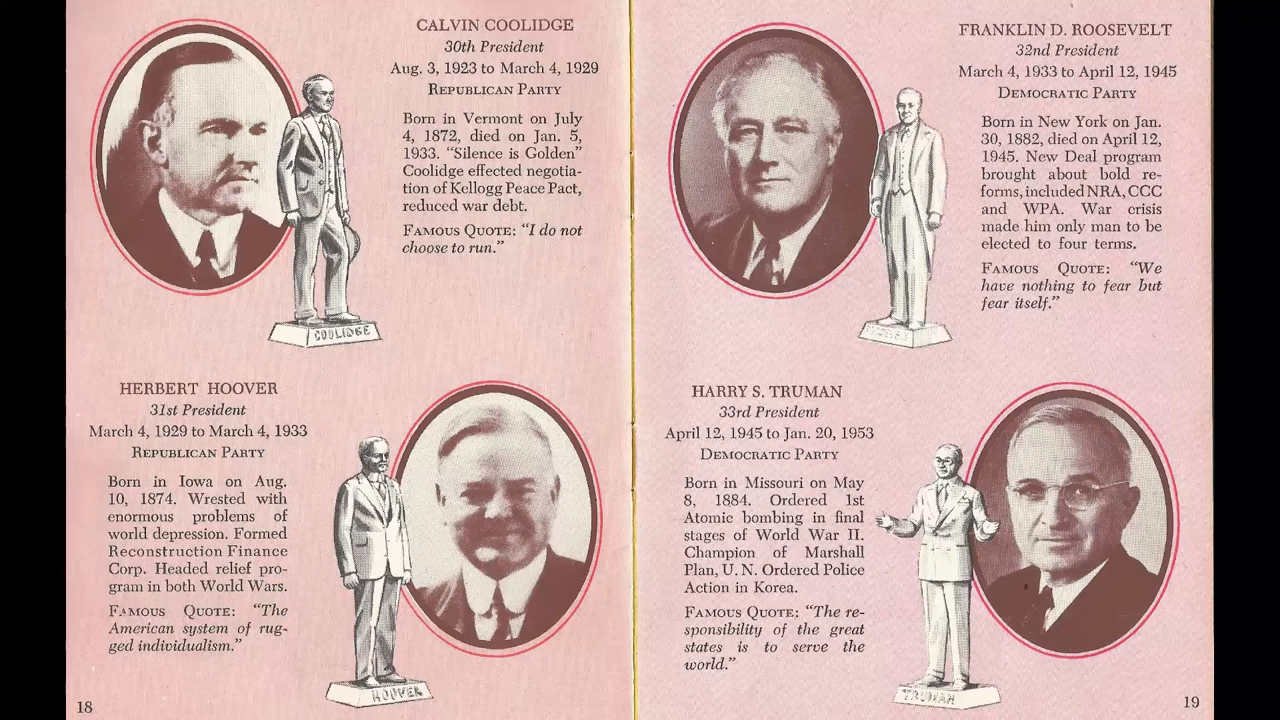 CALVIN COOLIDGE
30th President
Aug. 3, 1923 to March 4, 1929
REPUBLICAN PARTY
Born in Vermont on July
4, 1872, died on Jan. 5,
1933. "Silence is Golden"
Coolidge effected negotia-
tion of Kellogg Peace Pact,
reduced war debt.
FAMOUS QUOTE: "I do not
choose to run."
COOLIDGE
HERBERT HOOVER
31st President
March 4, 1929 to March 4, 1933
REPUBLICAN PARTY
Born in Iowa on Aug.
10, 1874. Wrested with
enormous problems of
world depression. Formed
Reconstruction Finance
Corp. Headed relief pro-
gram in both World Wars.
FAMOUS QUOTE: "The
American system of rug-
ged individualism."
HOOVER
18
FRANKLIN D. ROOSEVELT
32nd President
March 4, 1933 to April 12, 1945
DEMOCRATIC PARTY
Born in New York on Jan.
30, 1882, died on April 12,
1945. New Deal program
brought about bold re-
forms, included NRA, CCC
and WPA. War crisis
made him only man to be
elected to four terms.
FAMOUS QUOTE: "We
have nothing to fear but
fear itself."
HARRY S. TRUMAN
33rd President
April 12, 1945 to Jan. 20, 1953
DEMOCRATIC PARTY
Born in Missouri on May
8, 1884. Ordered 1st
Atomic bombing in final
stages of World War II.
Champion of Marshall
Plan, U. N. Ordered Police
Action in Korea.
FAMOUS QUOTE: "The re-
sponsibility of the great
states is to serve the
world."
TRUMAN
19